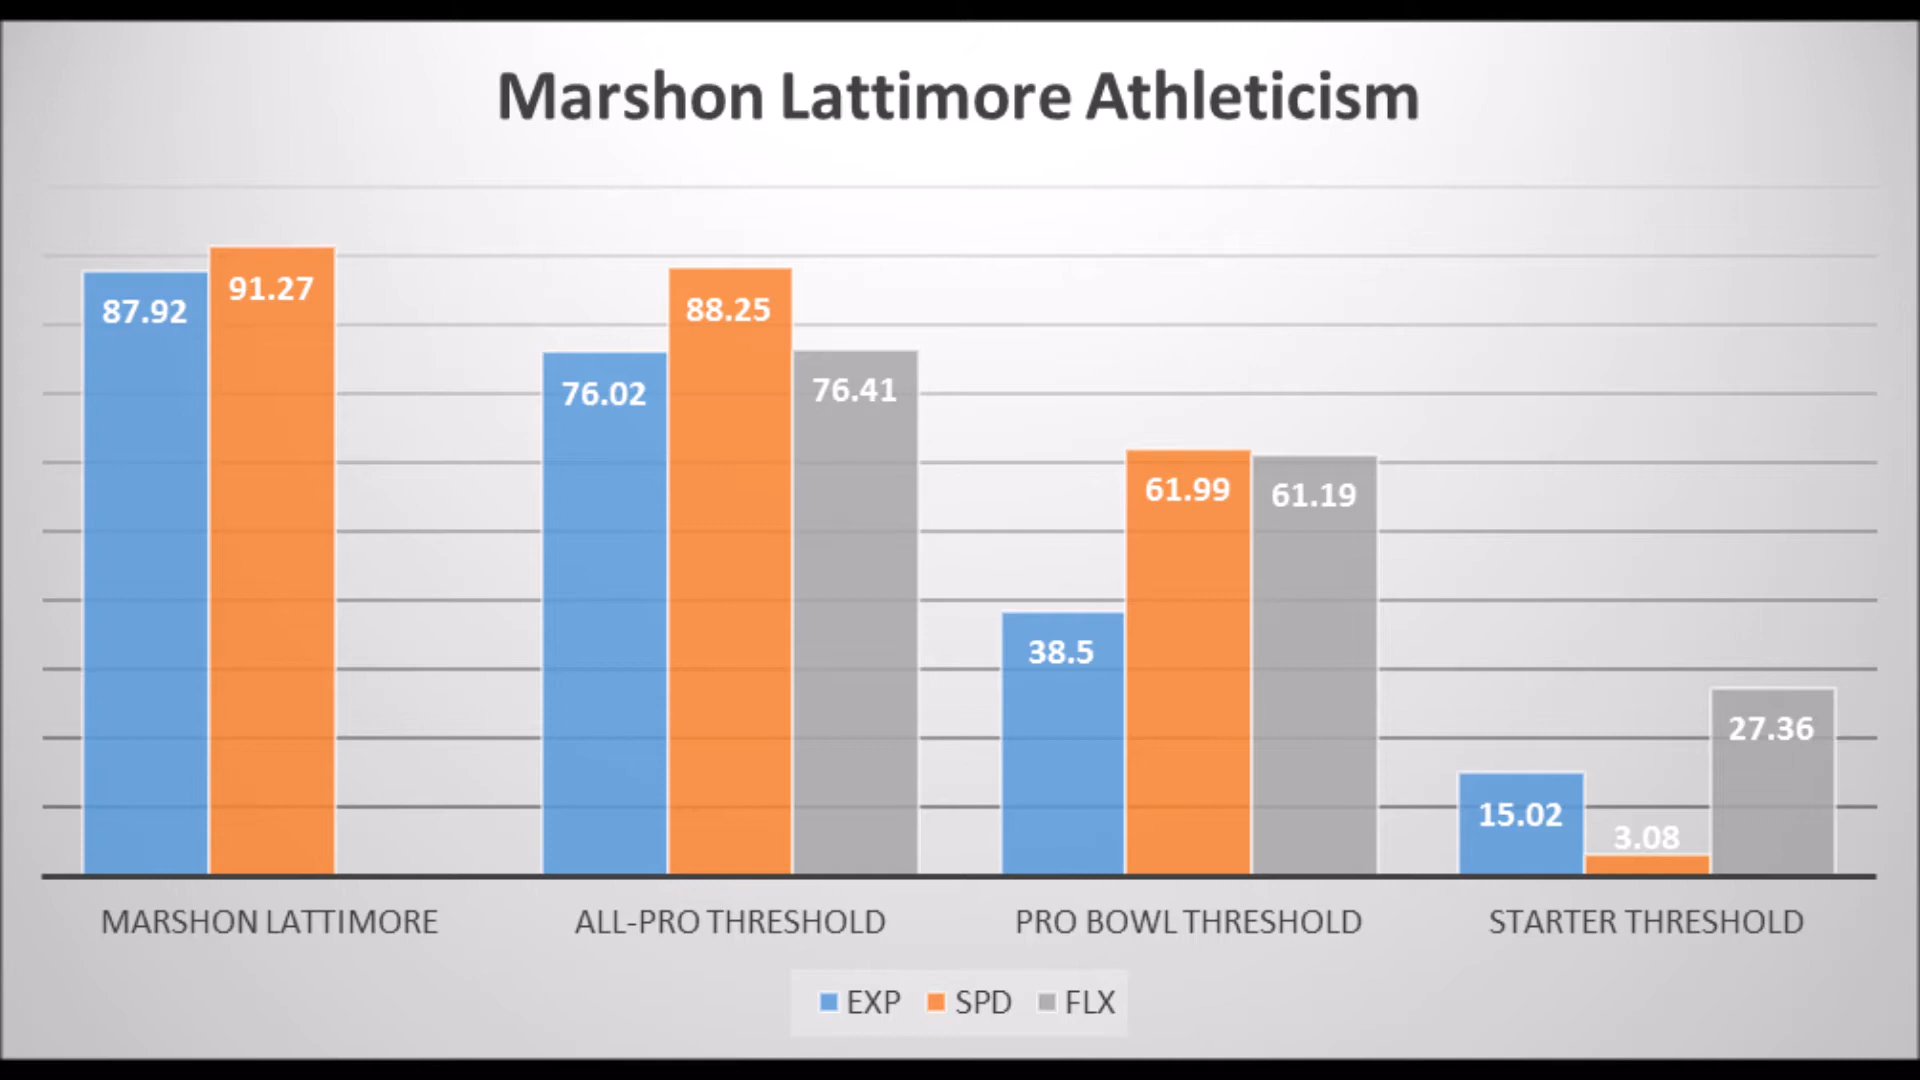 Marshon Lattimore Athleticism
87.92
91.27
76.02
88.25
76.41
38.5
61.99
61.19
15.02
3.08
27.36
MARSHON LATTIMORE
ALL-PRO THRESHOLD
PRO BOWL THRESHOLD
STARTER THRESHOLD
EXP SPD FLX